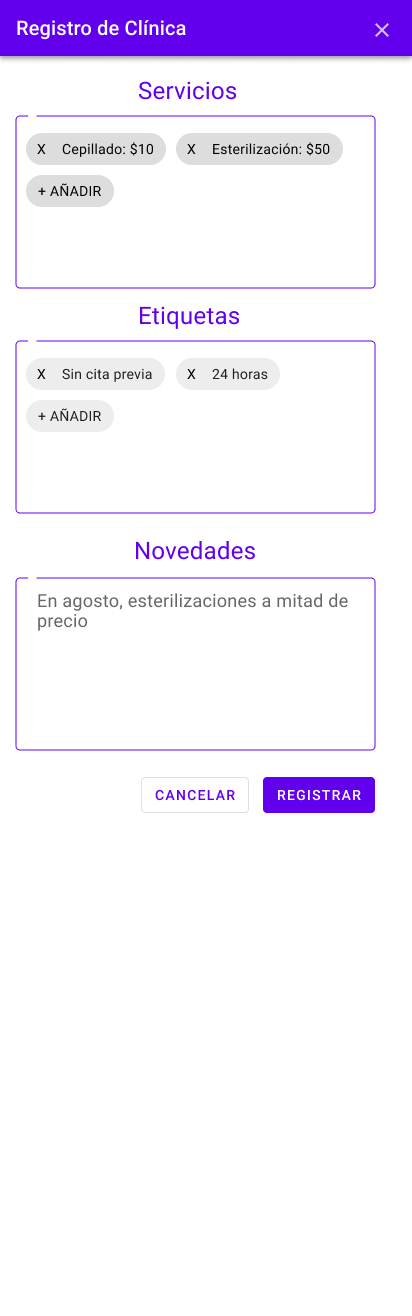 Registro de Clínica
Servicios
X Cepillado: $10 X Esterilización: $50
+ AÑADIR
Etiquetas
X Sin cita previa X 24 horas
+ AÑADIR
Novedades
En agosto, esterilizaciones a mitad de
precio
CANCELAR REGISTRAR